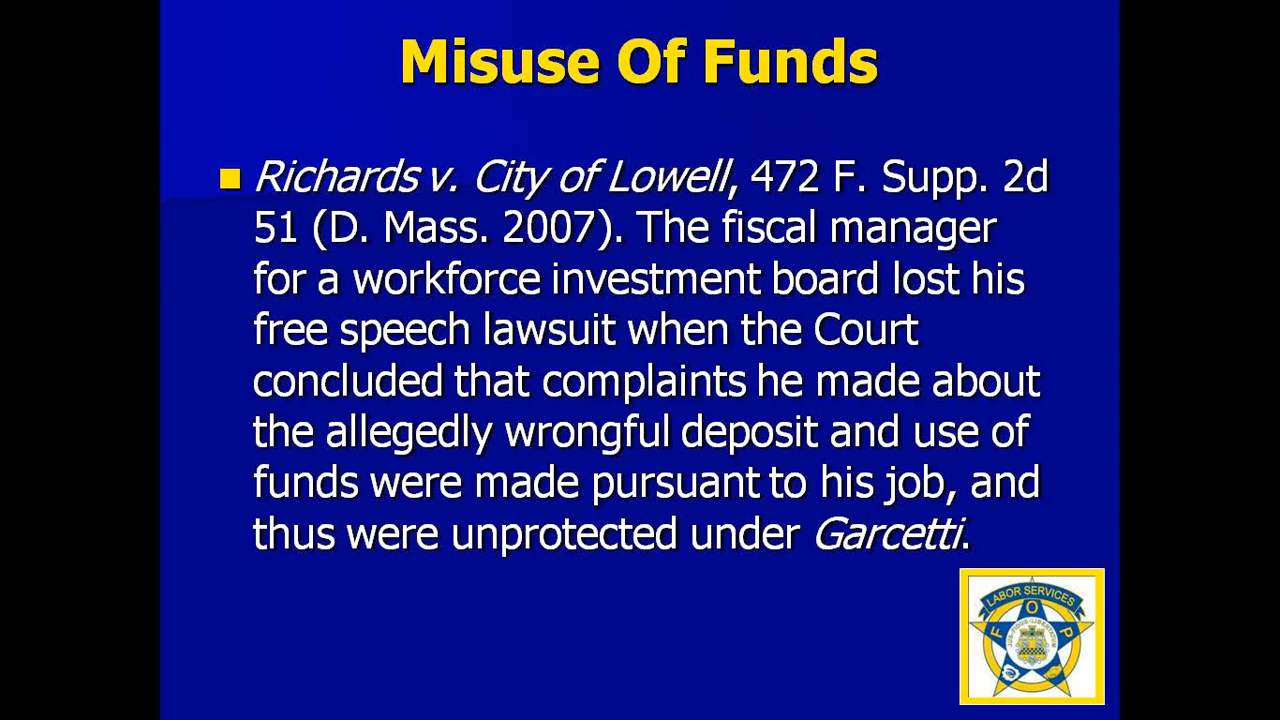 Misuse Of Funds
Richards v. City of Lowell, 472 F. Supp. 2d
51 (D. Mass. 2007). The fiscal manager
for a workforce investment board lost his
free speech lawsuit when the Court
concluded that complaints he made about
the allegedly wrongful deposit and use of
funds were made pursuant to his job, and
thus were unprotected under Garcetti.
LABOR SERVICES
F O P